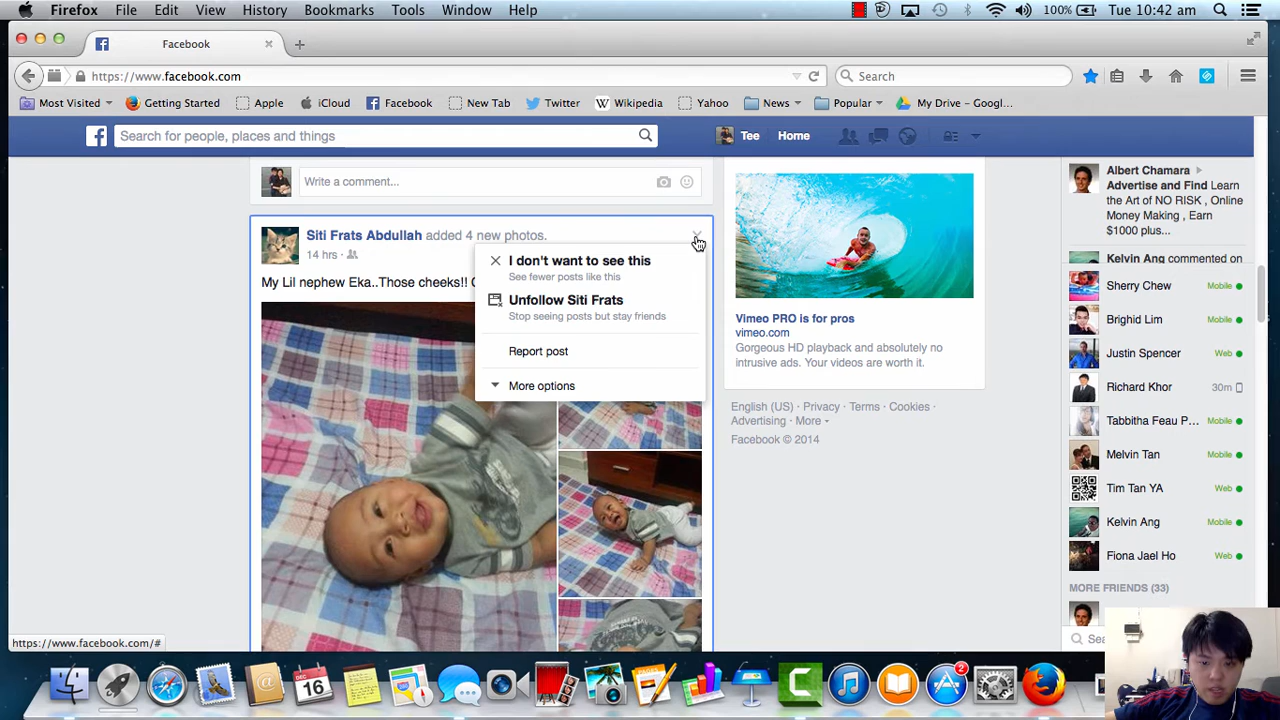 Firefox File Edit View History Bookmarks Tools Window Help
100% Tue 10:42 am
Facebook
https://www.facebook.com
Search
Most Visited Getting Started Apple iCloud Facebook New Tab Twitter Wikipedia Yahoo News Popular My Drive - Googl...
Search for people, places and things
Tee Home
Write a comment...
Siti Frats Abdullah added 4 new photos.
14 hrs ·
My Lil nephew Eka..Those cheeks!!
I don't want to see this
See fewer posts like this
Unfollow Siti Frats
Stop seeing posts but stay friends
Report post
More options
Vimeo PRO is for pros
vimeo.com
Gorgeous HD playback and absolutely no
intrusive ads. Your videos are worth it.
English (US) · Privacy · Terms · Cookies ·
Advertising · More
Facebook © 2014
Albert Chamara
Advertise and Find Learn
the Art of NO RISK , Online
Money Making , Earn
$1000 plus...
Kelvin Ang commented on
Sherry Chew Mobile
Brighid Lim Mobile
Justin Spencer Web
Richard Khor 30m
Tabbitha Feau P... Mobile
Melvin Tan Mobile
Tim Tan YA Web
Kelvin Ang Mobile
Fiona Jael Ho Web
MORE FRIENDS (33)
Sea
https://www.facebook.com/#
DEC
16
2